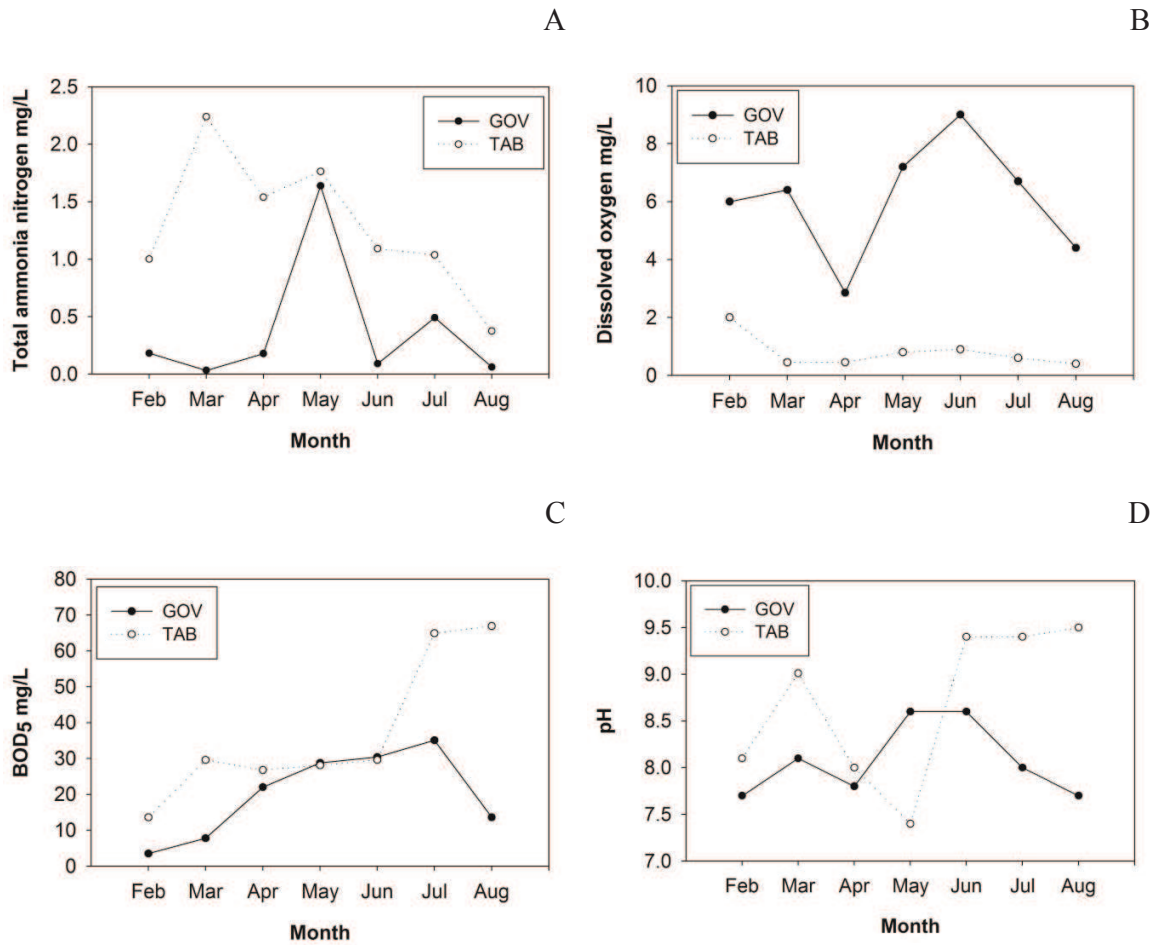 A
Total ammonia nitrogen mg/L
2.5
2.0
1.5
1.0
0.5
0.0
GOV
TAB
Feb Mar Apr May Jun Jul Aug
Month
B
Dissolved oxygen mg/L
10
8
6
4
2
0
GOV
TAB
Feb Mar Apr May Jun Jul Aug
Month
C
BOD5 mg/L
80
70
60
50
40
30
20
10
0
GOV
TAB
Feb Mar Apr May Jun Jul Aug
Month
D
pH
10.0
9.5
9.0
8.5
8.0
7.5
7.0
GOV
TAB
Feb Mar Apr May Jun Jul Aug
Month